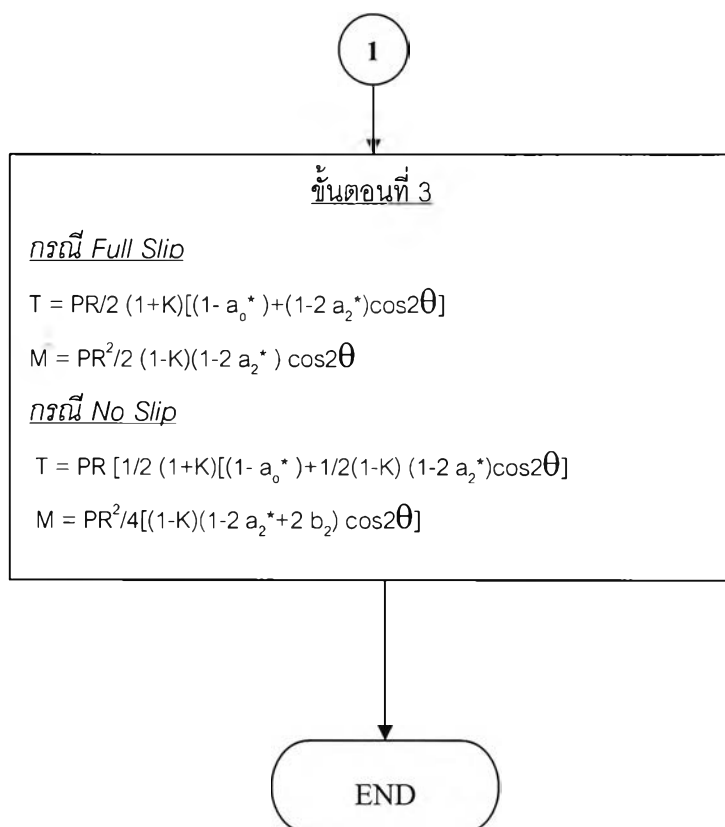 1
ขั้นตอนที่ 3
กรณี Full Slip
T = PR/2 (1+K)[(1- a₀* )+(1-2 a₂*)cos2θ]
M = PR²/2 (1-K)(1-2 a₂* ) cos2θ
กรณี No Slip
T = PR [1/2 (1+K)[(1- a₀* )+1/2(1-K) (1-2 a₂*)cos2θ]
M = PR²/4[(1-K)(1-2 a₂*+2 b₂) cos2θ]
END